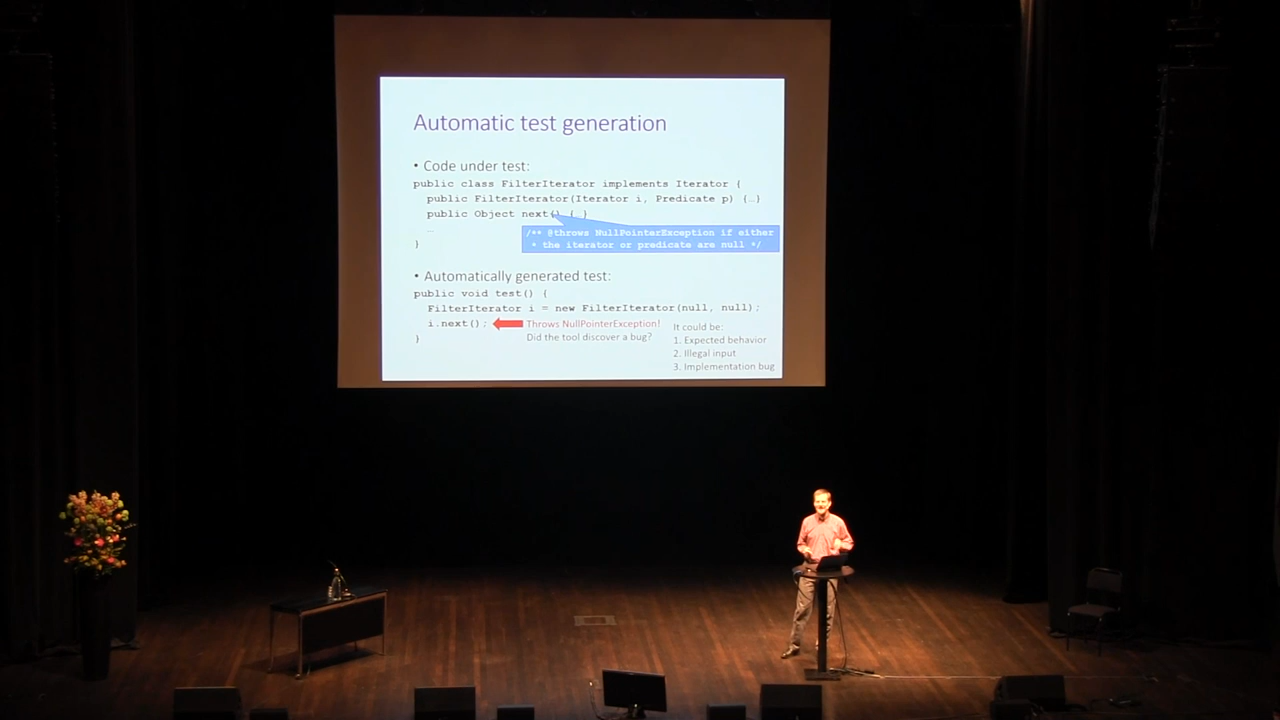 Automatic test generation
• Code under test:
public class FilterIterator implements Iterator {
public FilterIterator(Iterator i, Predicate p) {…}
public Object next() {…}
…
/** @throws NullPointerException if either
* the iterator or predicate are null */
}
• Automatically generated test:
public void test() {
FilterIterator i = new FilterIterator(null, null);
i.next();
Throws NullPointerException!
Did the tool discover a bug?
}
It could be:
1. Expected behavior
2. Illegal input
3. Implementation bug